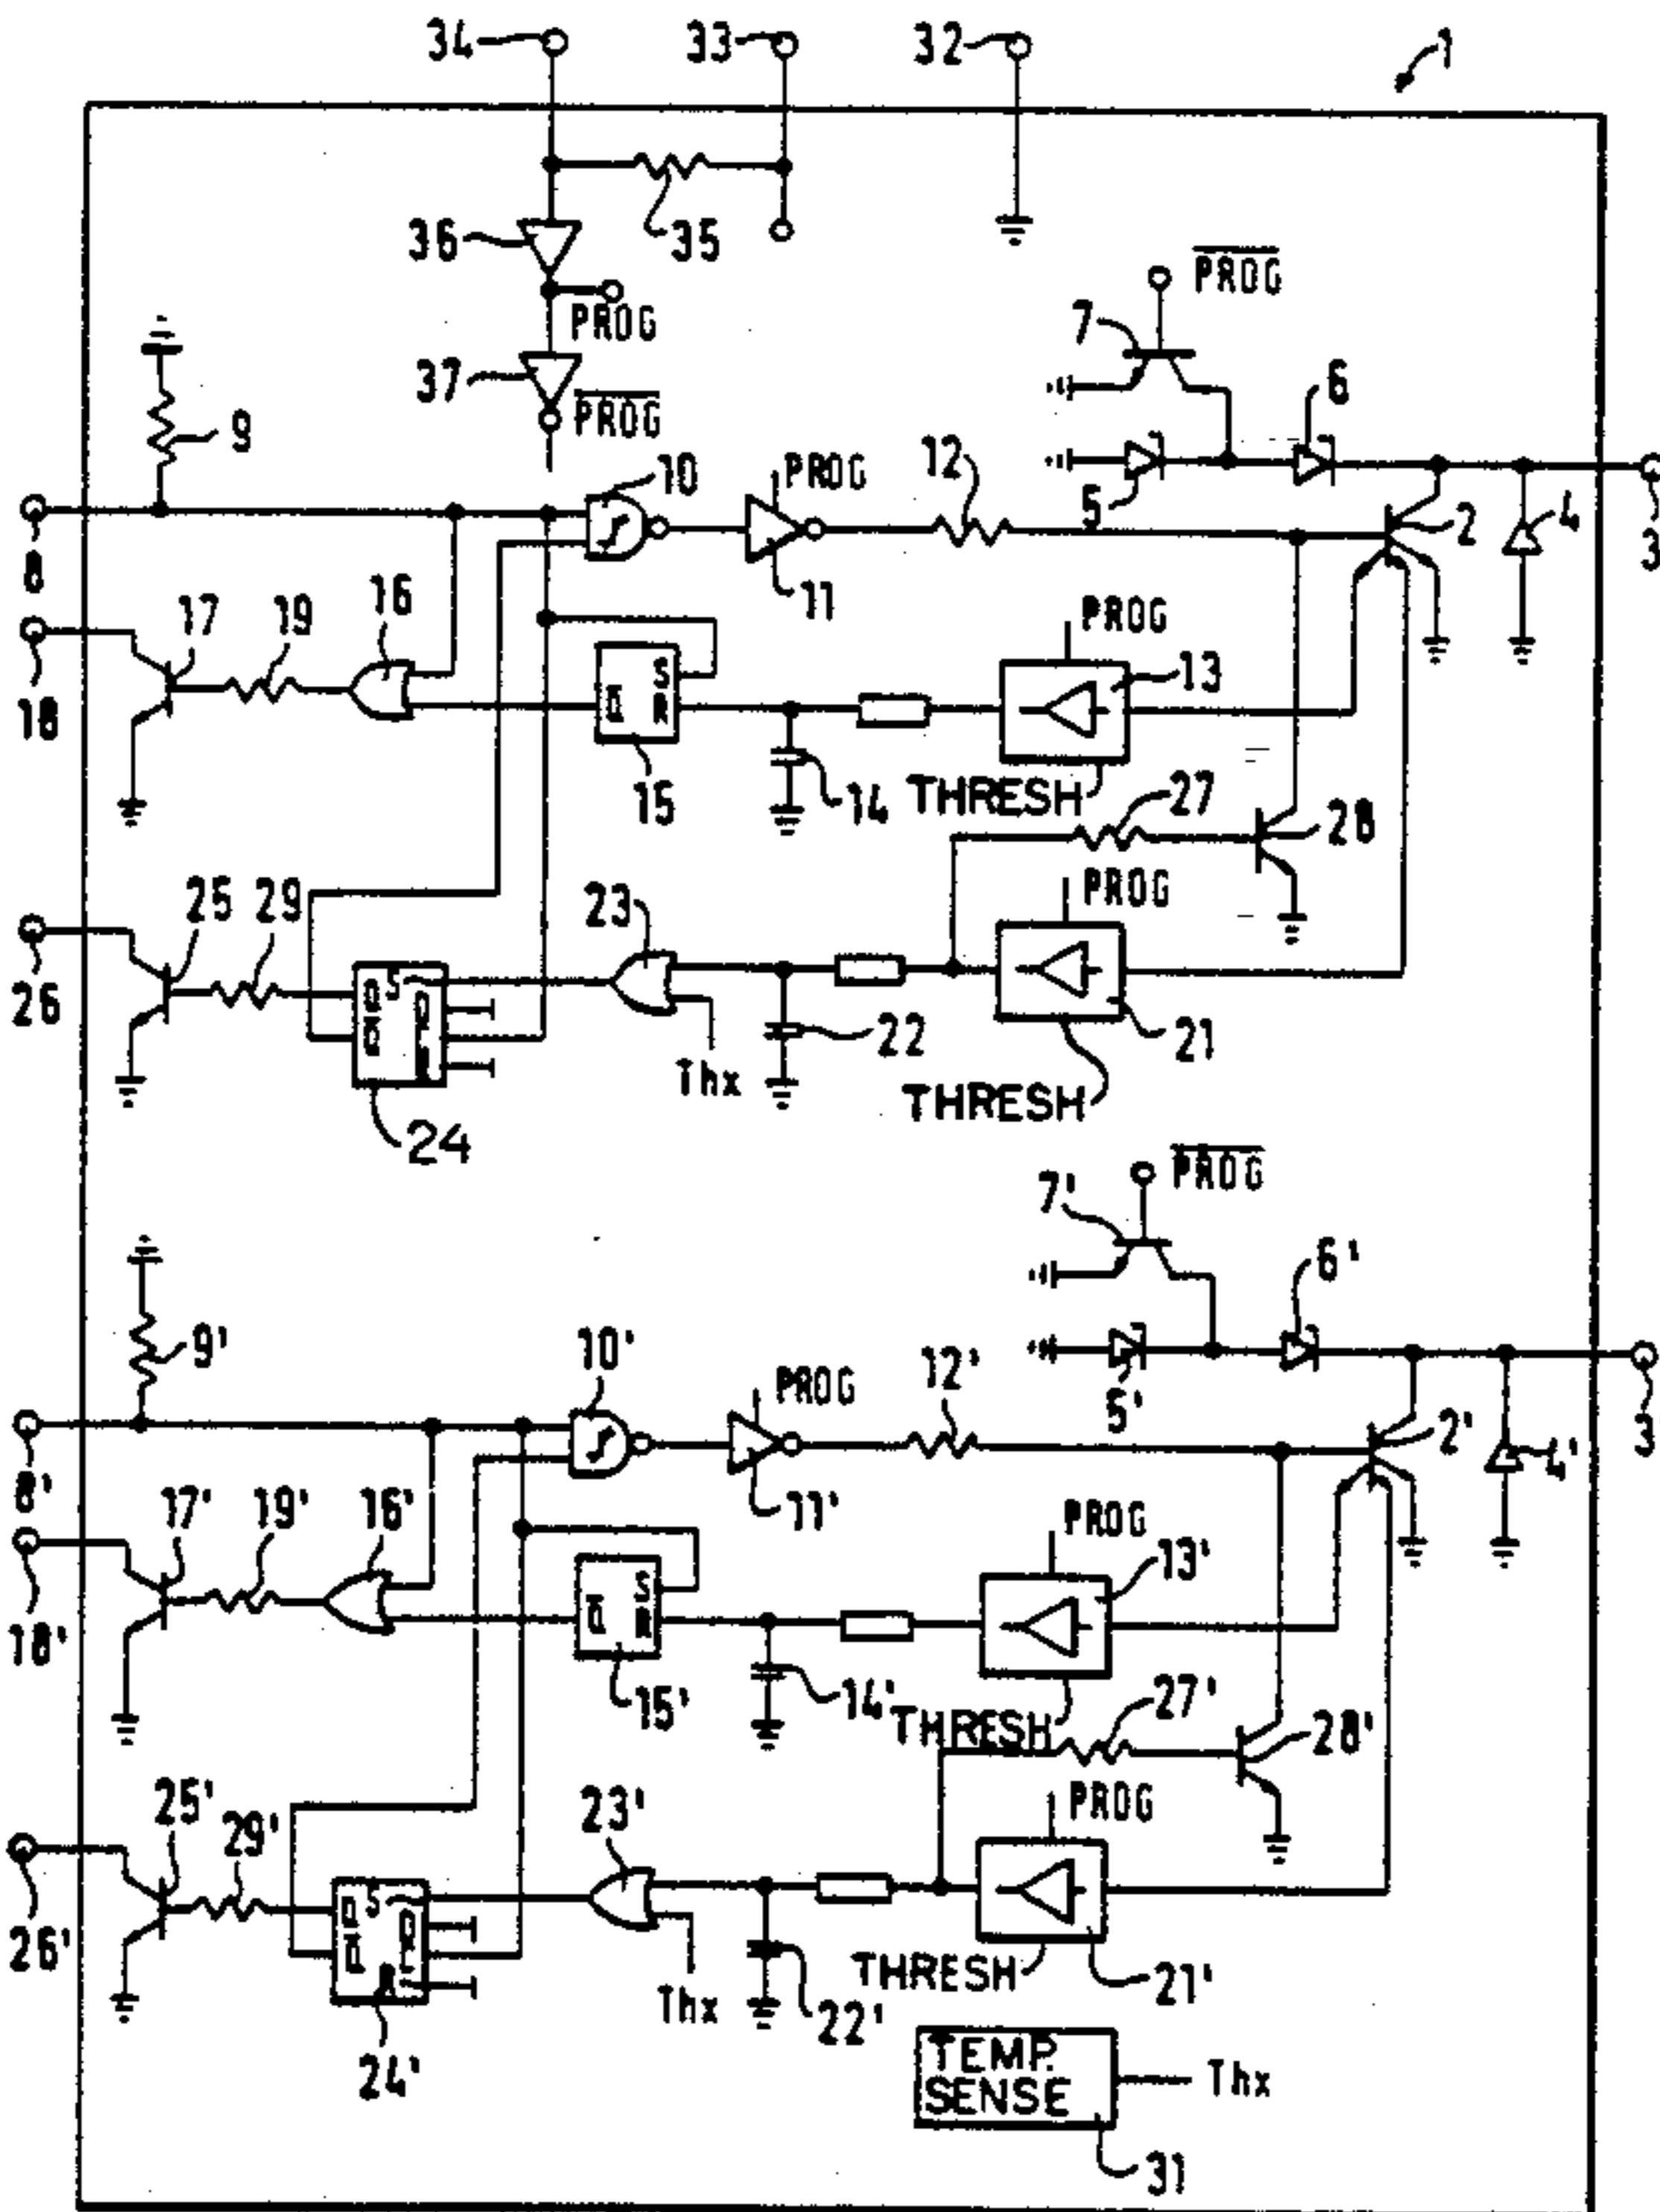 34
33
32
1
36
35
PROG
PROG
7
37
PROG
6
9
10
PROG
12
5
2
4
8
11
3
17
19
16
PROG
S
13
18
Q
R
15
14
THRESH
27
28
25
29
23
PROG
26
Q
S
D
Q
22
21
Thx
THRESH
24
PROG
7'
6'
9'
10'
PROG
12'
5'
2'
4'
3
8'
11'
17'
19'
16'
PROG
S
13'
18'
Q
R
15'
14'
THRESH
27'
28'
25'
29'
23'
PROG
26'
Q
S
Q
THRESH
21'
Thx
22'
24'
TEMP.
SENSE
Thx
31